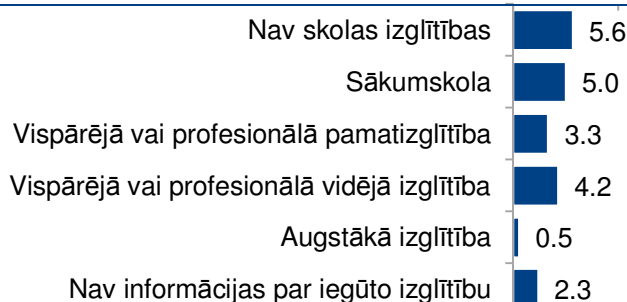 Nav skolas izglītības 5.6
Sākumskola 5.0
Vispārējā vai profesionālā pamatizglītība 3.3
Vispārējā vai profesionālā vidējā izglītība 4.2
Augstākā izglītība 0.5
Nav informācijas par iegūto izglītību 2.3